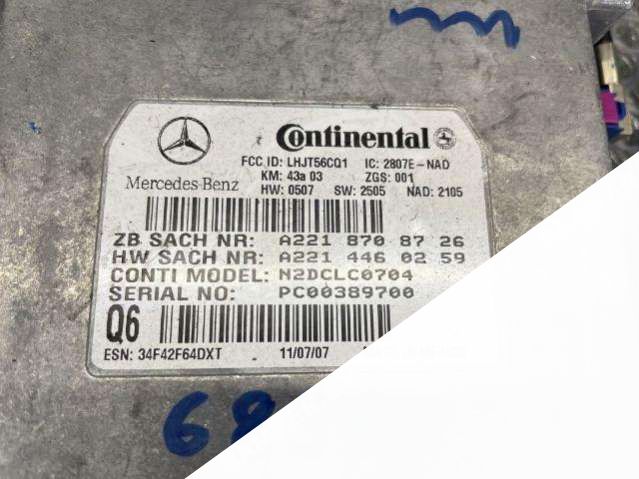 Continental
Mercedes-Benz
FCC ID: LHJT56CQ1 IC: 2807E-NAD
KM: 43a 03 ZGS: 001
HW: 0507 SW: 2505 NAD: 2105
ZB SACH NR: A221 870 87 26
HW SACH NR: A221 446 02 59
CONTI MODEL: N2DCLC0704
SERIAL NO: PC00389700
Q6
ESN: 34F42F64DXT 11/07/07
68